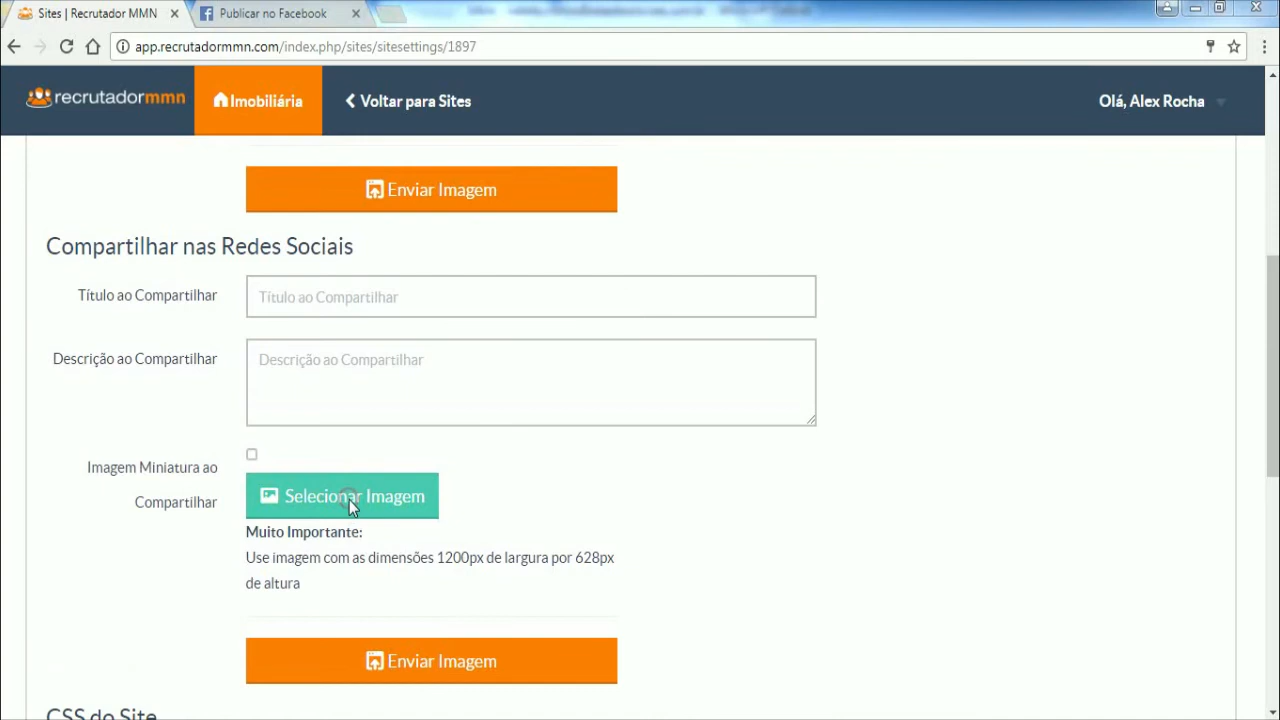 Sites | Recrutador MMN
Publicar no Facebook
app.recrutadormmn.com/index.php/sites/sitesettings/1897
recrutadormmn
Imobiliária
Voltar para Sites
Olá, Alex Rocha
Enviar Imagem
Compartilhar nas Redes Sociais
Título ao Compartilhar
Título ao Compartilhar
Descrição ao Compartilhar
Descrição ao Compartilhar
Imagem Miniatura ao
Compartilhar
Selecionar Imagem
Muito Importante:
Use imagem com as dimensões 1200px de largura por 628px
de altura
Enviar Imagem
CSS do Site